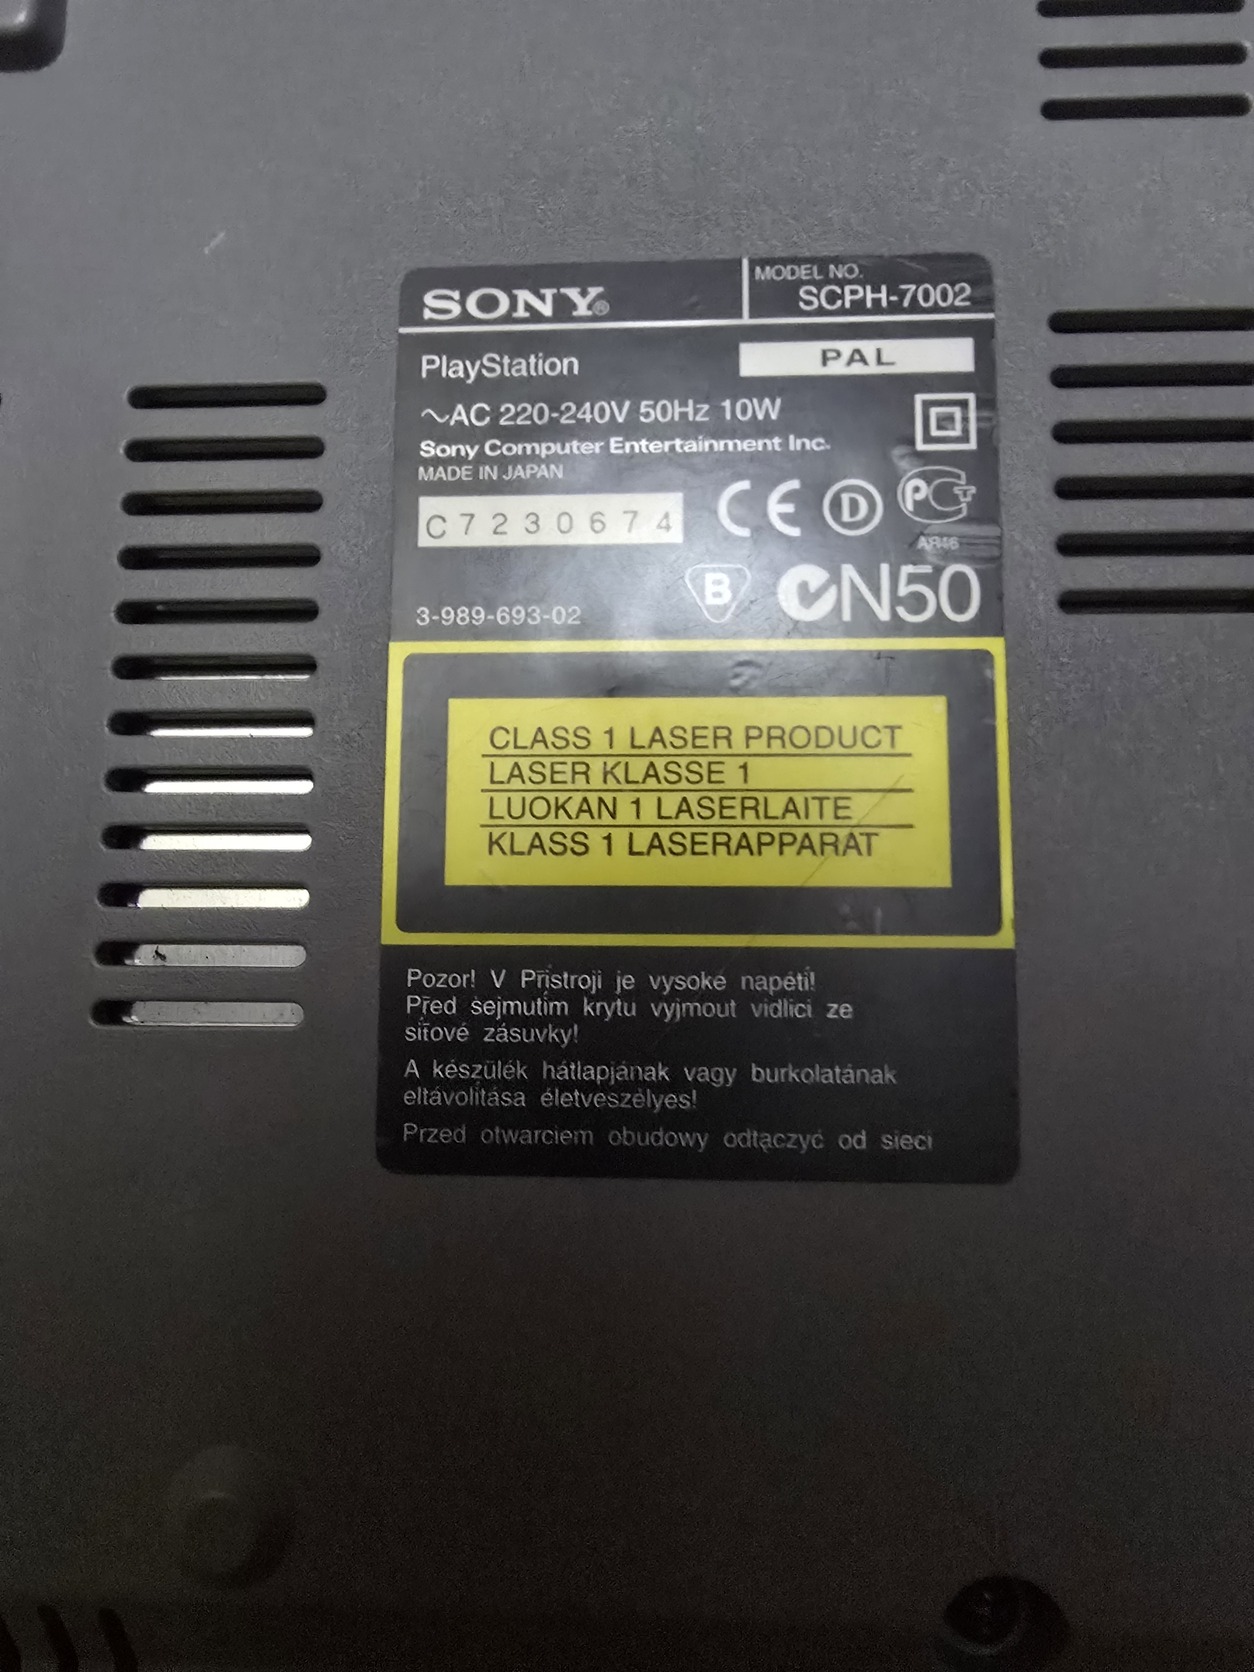 SONY®
MODEL NO.
SCPH-7002
PlayStation
PAL
~AC 220-240V 50Hz 10W
Sony Computer Entertainment Inc.
MADE IN JAPAN
C7230674
CE D PCT
AЯ46
3-989-693-02
B N50
CLASS 1 LASER PRODUCT
LASER KLASSE 1
LUOKAN 1 LASERLAITE
KLASS 1 LASERAPPARAT
Pozor! V Přistroji je vysoké napéti!
Před sejmutím krytu vyjmout vidlici ze
síťové zásuvky!
A készülék hátlapjának vagy burkolatának
eltávolítása életveszélyes!
Przed otwarciem obudowy odtączyć od sieci